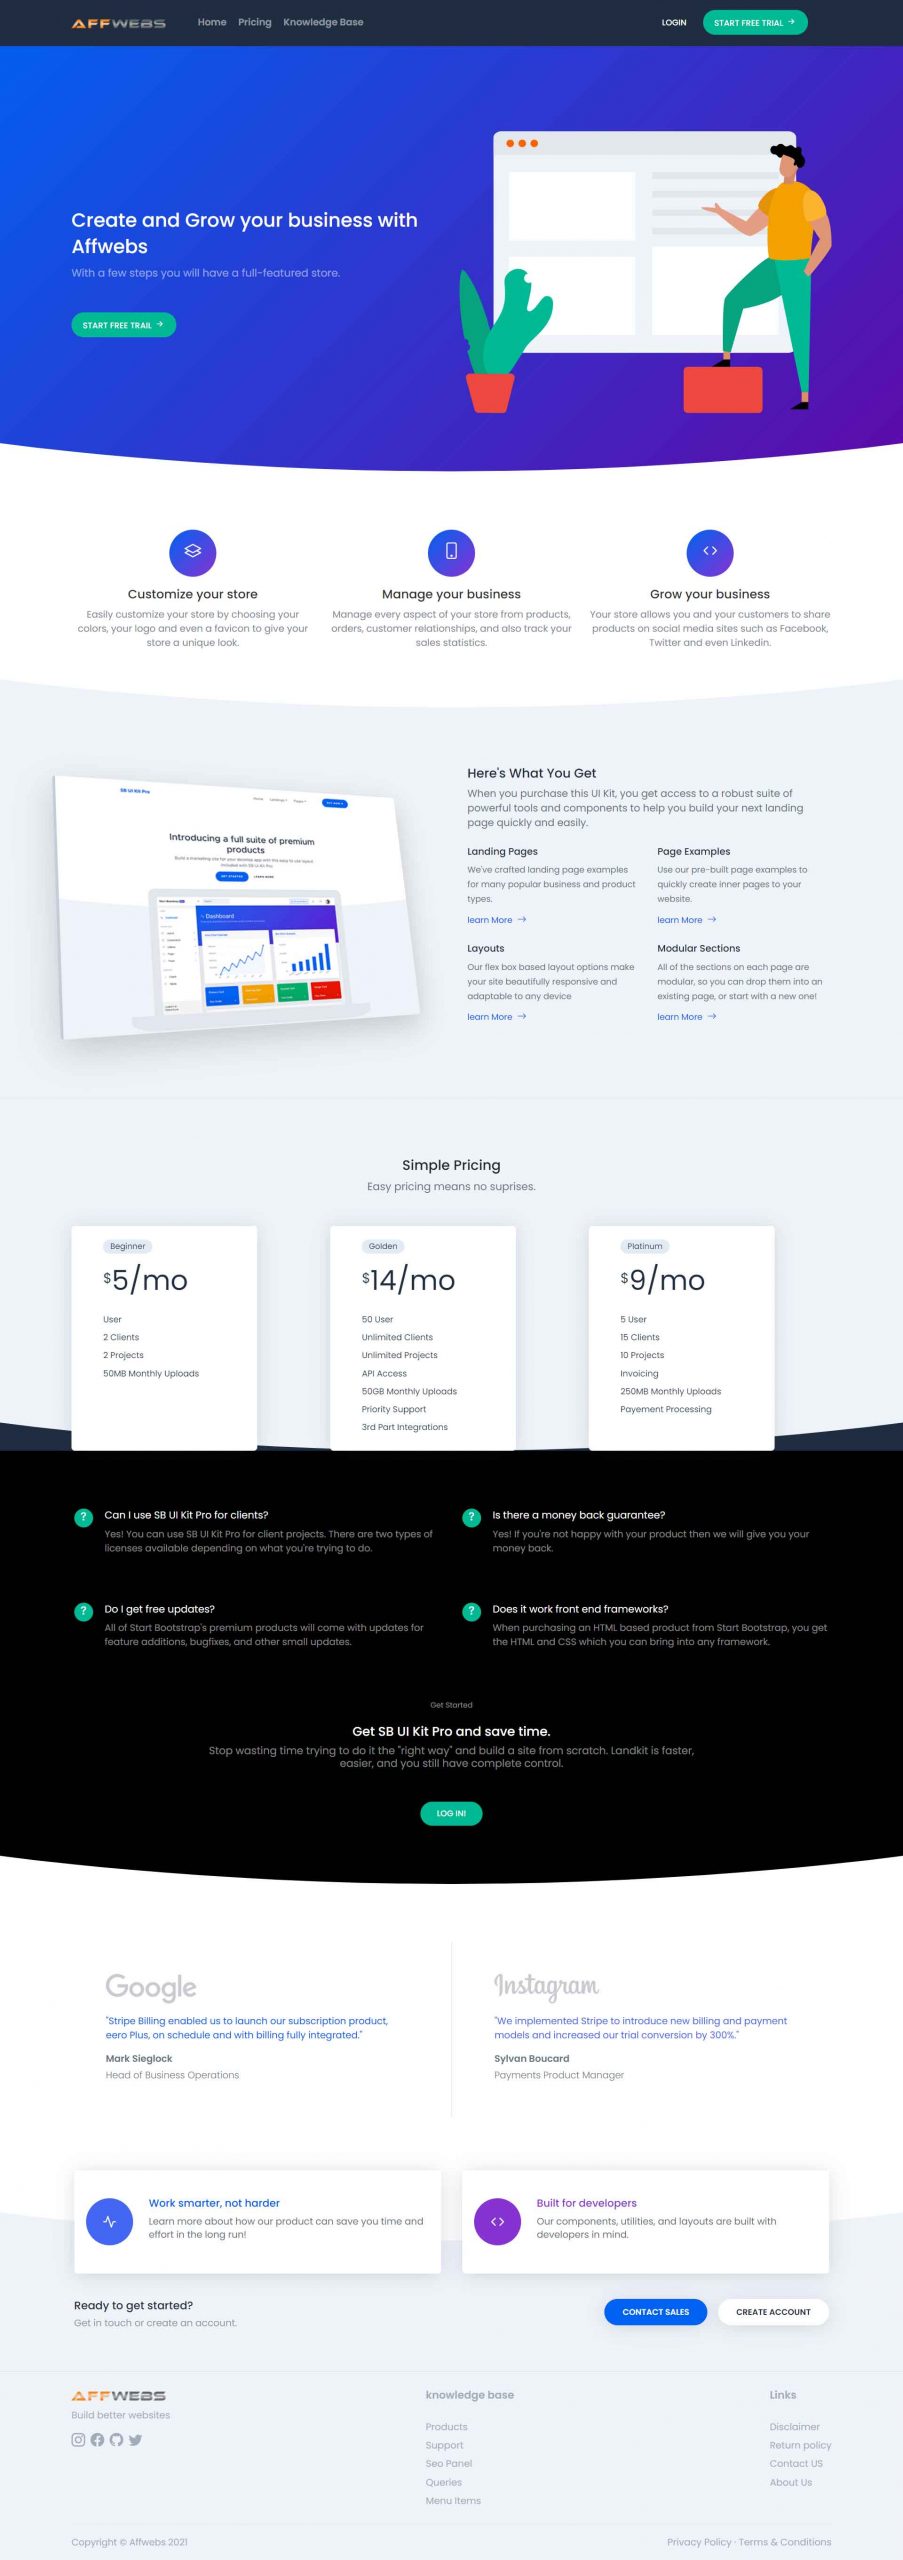 AFFWEBS
Home Pricing Knowledge Base
LOGIN
START FREE TRIAL →
Create and Grow your business with
Affwebs
With a few steps you will have a full-featured store.
START FREE TRAIL →
Customize your store
Easily customize your store by choosing your
colors, your logo and even a favicon to give your
store a unique look.
Manage your business
Manage every aspect of your store from products,
orders, customer relationships, and also track your
sales statistics.
Grow your business
Your store allows you and your customers to share
products on social media sites such as Facebook,
Twitter and even Linkedin.
SB UI Kit Pro
Home Landings Pages
Introducing a full suite of premium
products
Build a marketing site for your desktop app with this easy to use layout
included with SB UI Kit Pro
GET STARTED LEARN MORE
Dashboard
Here's What You Get
When you purchase this UI Kit, you get access to a robust suite of
powerful tools and components to help you build your next landing
page quickly and easily.
Landing Pages
We've crafted landing page examples
for many popular business and product
types.
learn More →
Page Examples
Use our pre-built page examples to
quickly create inner pages to your
website.
learn More →
Layouts
Our flex box based layout options make
your site beautifully responsive and
adaptable to any device
learn More →
Modular Sections
All of the sections on each page are
modular, so you can drop them into an
existing page, or start with a new one!
learn More →
Simple Pricing
Easy pricing means no suprises.
Beginner
$5/mo
User
2 Clients
2 Projects
50MB Monthly Uploads
Golden
$14/mo
50 User
Unlimited Clients
Unlimited Projects
API Access
50GB Monthly Uploads
Priority Support
3rd Part Integrations
Platinum
$9/mo
5 User
15 Clients
10 Projects
Invoicing
250MB Monthly Uploads
Payement Processing
? Can I use SB UI Kit Pro for clients?
Yes! You can use SB UI Kit Pro for client projects. There are two types of
licenses available depending on what you're trying to do.
? Is there a money back guarantee?
Yes! If you're not happy with your product then we will give you your
money back.
? Do I get free updates?
All of Start Bootstrap's premium products will come with updates for
feature additions, bugfixes, and other small updates.
? Does it work front end frameworks?
When purchasing an HTML based product from Start Bootstrap, you get
the HTML and CSS which you can bring into any framework.
Get Started
Get SB UI Kit Pro and save time.
Stop wasting time trying to do it the "right way" and build a site from scratch. Landkit is faster,
easier, and you still have complete control.
LOG IN!
Google
"Stripe Billing enabled us to launch our subscription product,
eero Plus, on schedule and with billing fully integrated."
Mark Sieglock
Head of Business Operations
Instagram
"We implemented Stripe to introduce new billing and payment
models and increased our trial conversion by 300%."
Sylvan Boucard
Payments Product Manager
Work smarter, not harder
Learn more about how our product can save you time and
effort in the long run!
Built for developers
Our components, utilities, and layouts are built with
developers in mind.
Ready to get started?
Get in touch or create an account.
CONTACT SALES
CREATE ACCOUNT
AFFWEBS
Build better websites
knowledge base
Products
Support
Seo Panel
Queries
Menu Items
Links
Disclaimer
Return policy
Contact US
About Us
Copyright © Affwebs 2021
Privacy Policy · Terms & Conditions